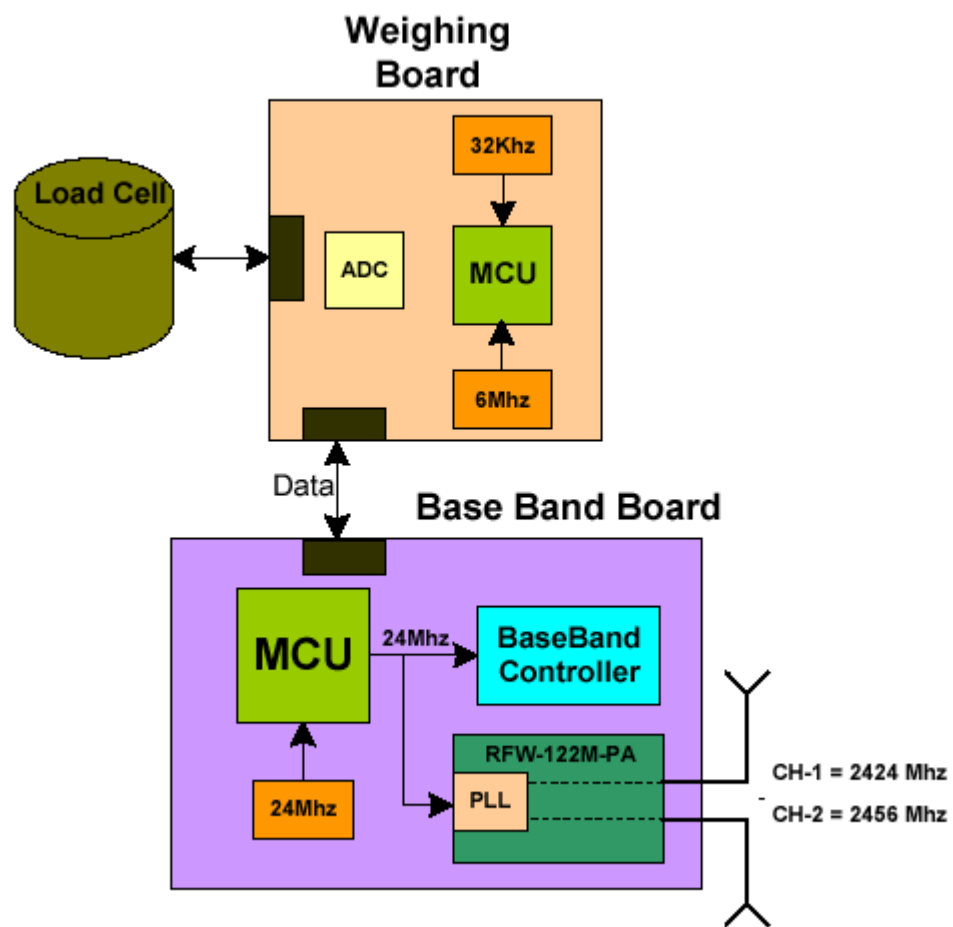 Weighing
Board
32Khz
Load Cell
ADC
MCU
6Mhz
Data
Base Band Board
MCU
24Mhz
BaseBand
Controller
24Mhz
RFW-122M-PA
PLL
CH-1 = 2424 Mhz
-
CH-2 = 2456 Mhz